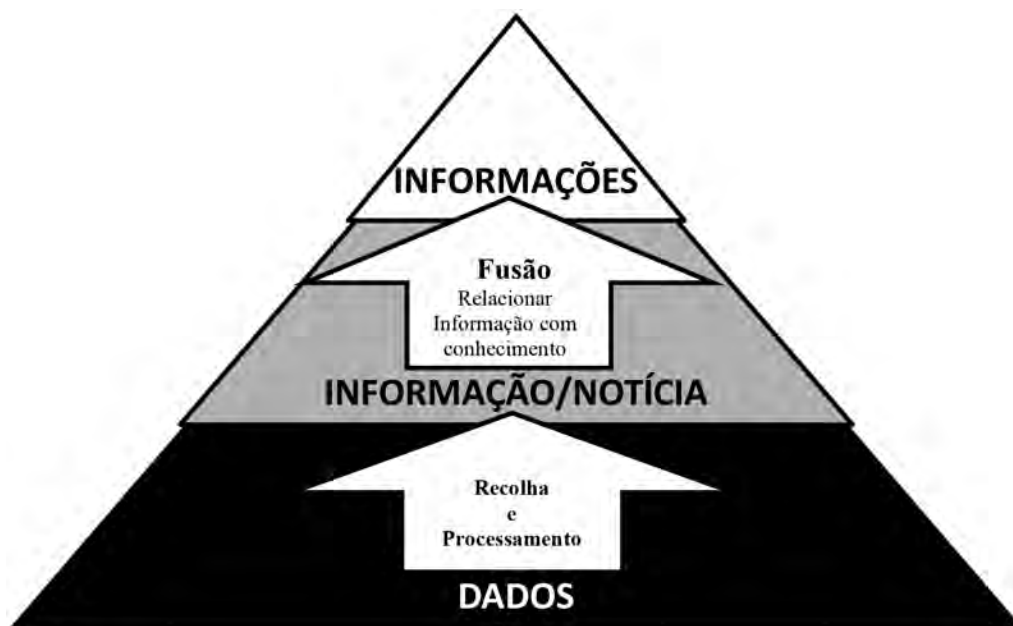 INFORMAÇÕES
Fusão
Relacionar
Informação com
conhecimento
INFORMAÇÃO/NOTÍCIA
Recolha
e
Processamento
DADOS